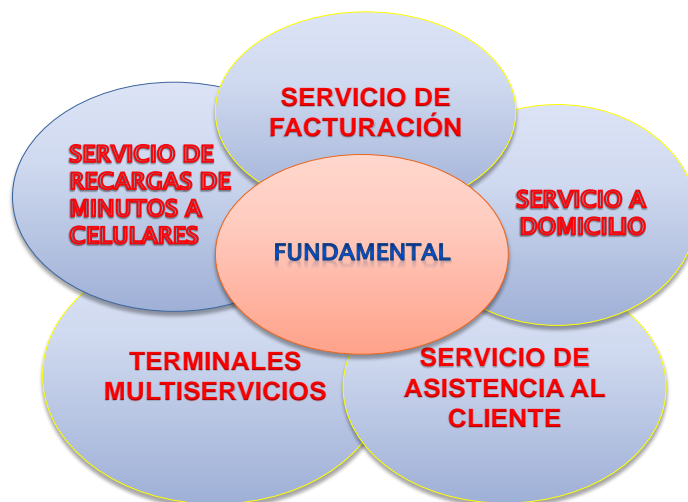 SERVICIO DE
FACTURACIÓN
SERVICIO DE
RECARGAS DE
MINUTOS A
CELULARES
SERVICIO A
DOMICILIO
FUNDAMENTAL
TERMINALES
MULTISERVICIOS
SERVICIO DE
ASISTENCIA AL
CLIENTE